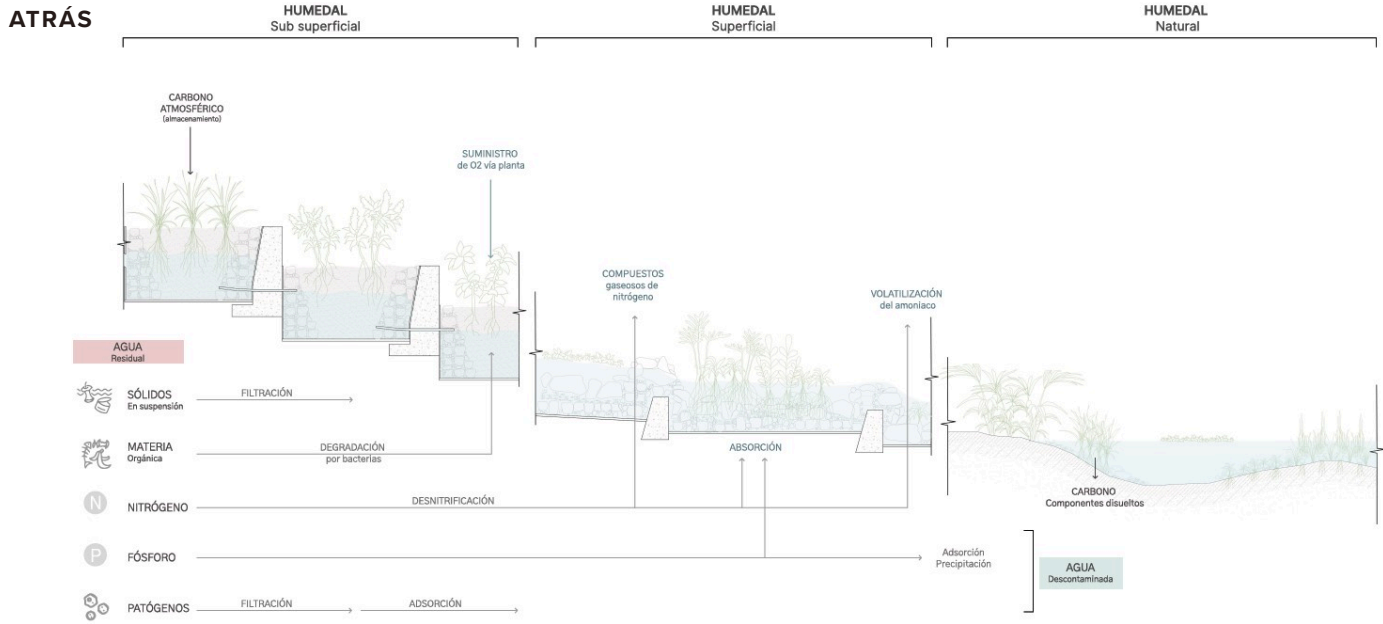 ATRÁS
HUMEDAL
Sub superficial
HUMEDAL
Superficial
HUMEDAL
Natural
CARBONO
ATMOSFÉRICO
(almacenamiento)
SUMINISTRO
de O2 vía planta
COMPUESTOS
gaseosos de
nitrógeno
VOLATILIZACIÓN
del amoniaco
AGUA
Residual
SÓLIDOS
En suspensión
FILTRACIÓN
MATERIA
Orgánica
DEGRADACIÓN
por bacterias
ABSORCIÓN
N
NITRÓGENO
DESNITRIFICACIÓN
CARBONO
Componentes disueltos
P
FÓSFORO
Adsorción
Precipitación
AGUA
Descontaminada
PATÓGENOS
FILTRACIÓN
ADSORCIÓN